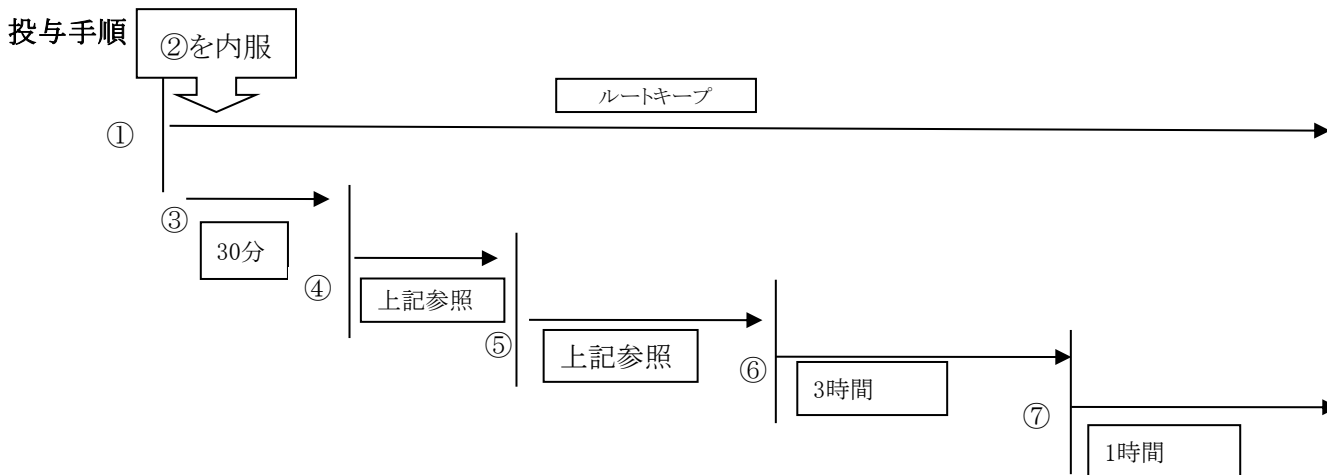 投与手順
②を内服
ルートキープ
①
③
30分
④
上記参照
⑤
上記参照
⑥
3時間
⑦
1時間